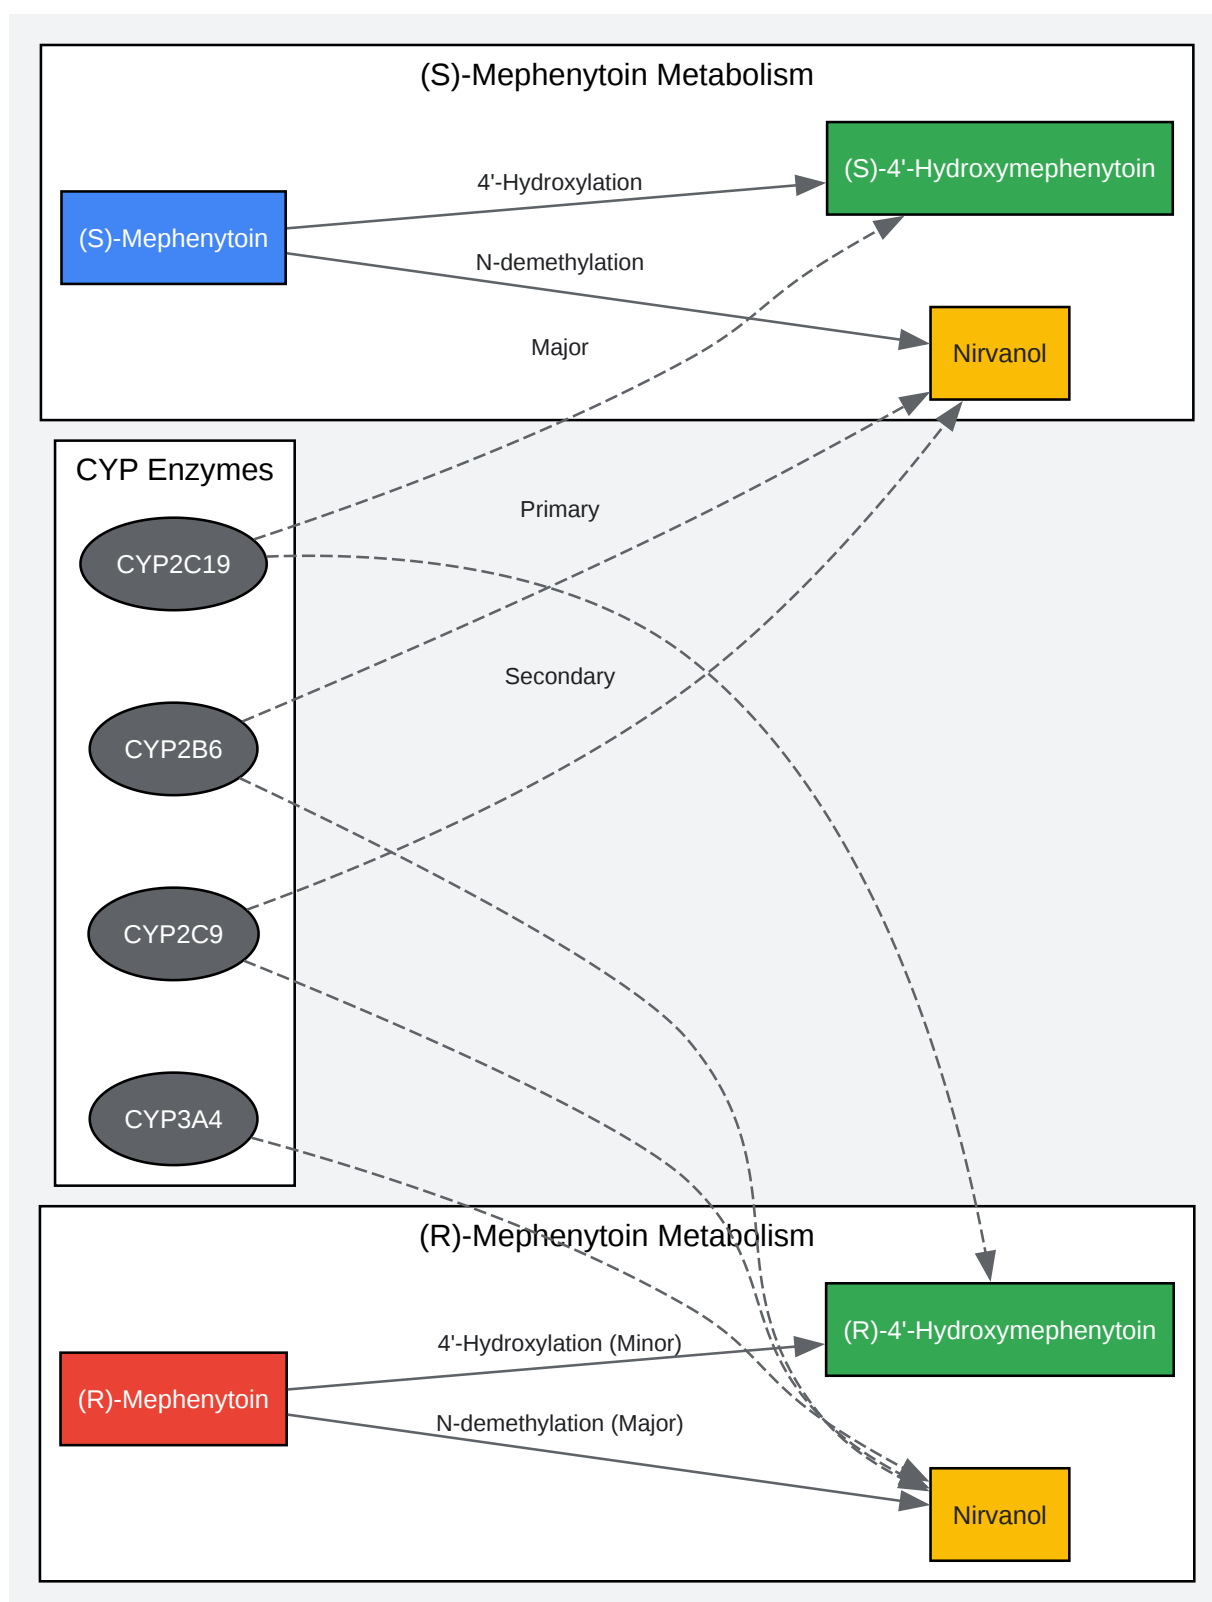 (S)-Mephenytoin Metabolism
(S)-4'-Hydroxymephenytoin
4'-Hydroxylation
(S)-Mephenytoin
N-demethylation
Major
Nirvanol
CYP Enzymes
Primary
CYP2C19
Secondary
CYP2B6
CYP2C9
CYP3A4
(R)-Mephenytoin Metabolism
(R)-4'-Hydroxymephenytoin
4'-Hydroxylation (Minor)
(R)-Mephenytoin
N-demethylation (Major)
Nirvanol